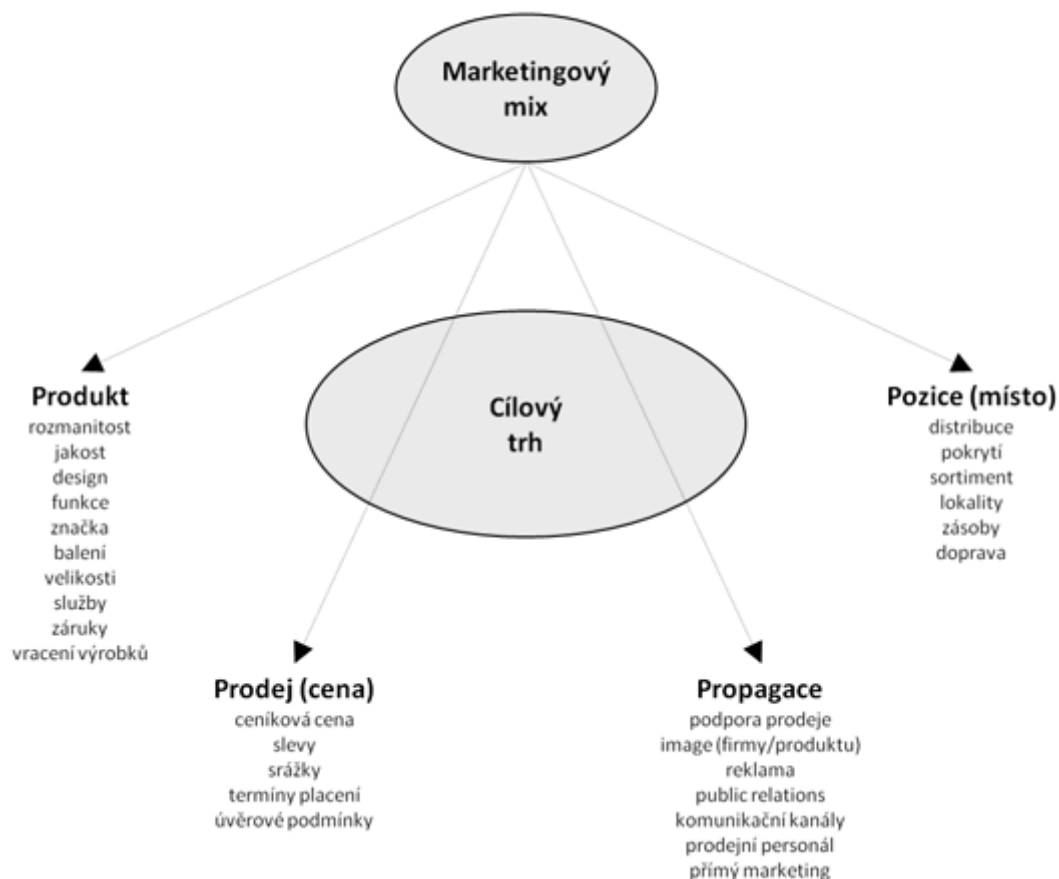 Marketingový
mix
Cílový
trh
Produkt
rozmanitost
jakost
design
funkce
značka
balení
velikosti
služby
záruky
vracení výrobků
Prodej (cena)
ceníková cena
slevy
srážky
termíny placení
úvěrové podmínky
Propagace
podpora prodeje
image (firmy/produktu)
reklama
public relations
komunikační kanály
prodejní personál
přímý marketing
Pozice (místo)
distribuce
pokrytí
sortiment
lokality
zásoby
doprava